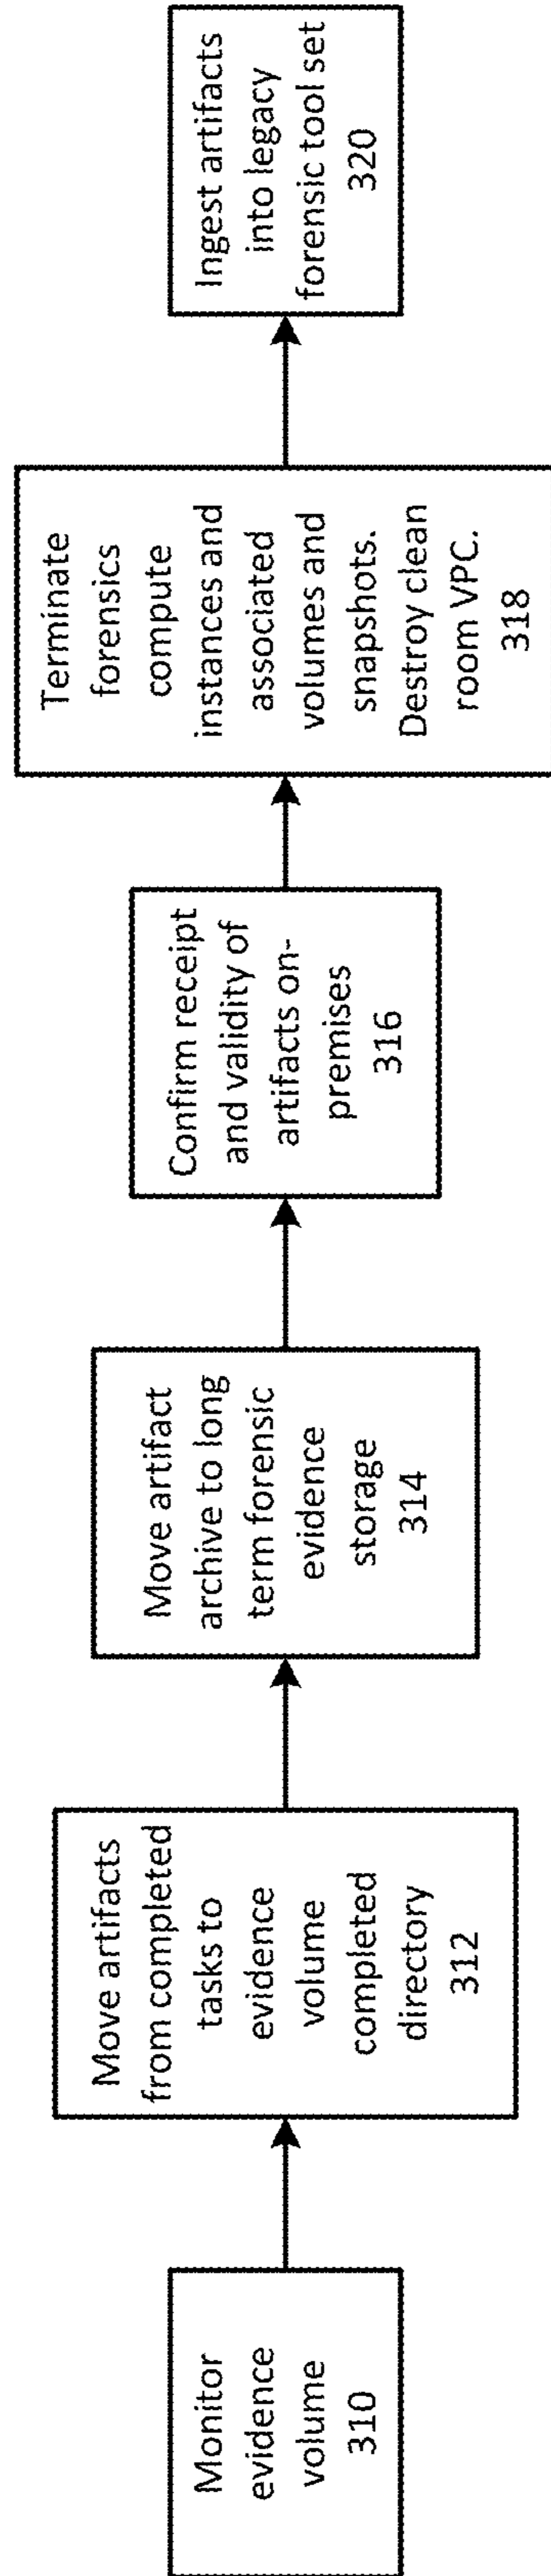 Monitor
evidence
volume
310
Move artifacts
from completed
tasks to
evidence
volume
completed
directory
312
Move artifact
archive to long
term forensic
evidence
storage
314
Confirm receipt
and validity of
artifacts on-
premises
316
Terminate
forensics
compute
instances and
associated
volumes and
snapshots.
Destroy clean
room VPC.
318
Ingest artifacts
into legacy
forensic tool set
320